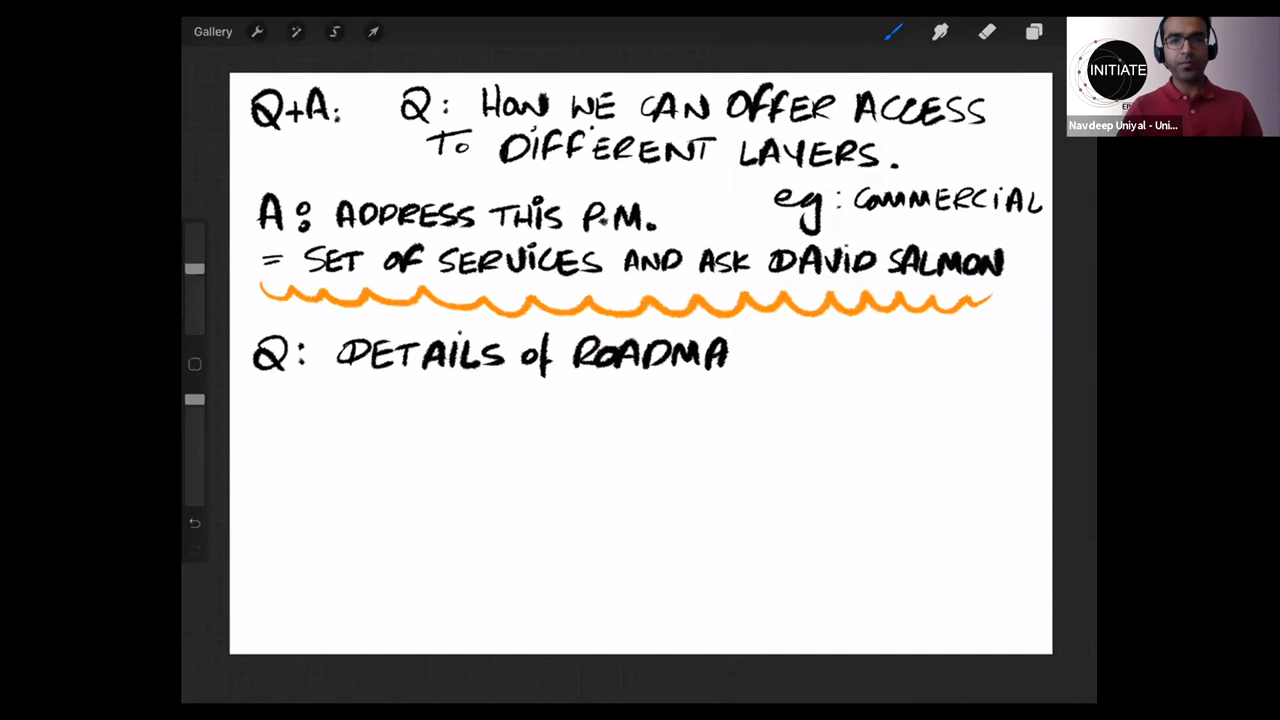 Gallery
INITIATE
Navdeep Uniyal - Uni...
Q+A: Q: HOW WE CAN OFFER ACCESS
TO DIFFERENT LAYERS.
eg: COMMERCIAL
A: ADDRESS THIS P.M.
= SET OF SERVICES AND ASK DAVID SALMON
Q: DETAILS of ROADMA